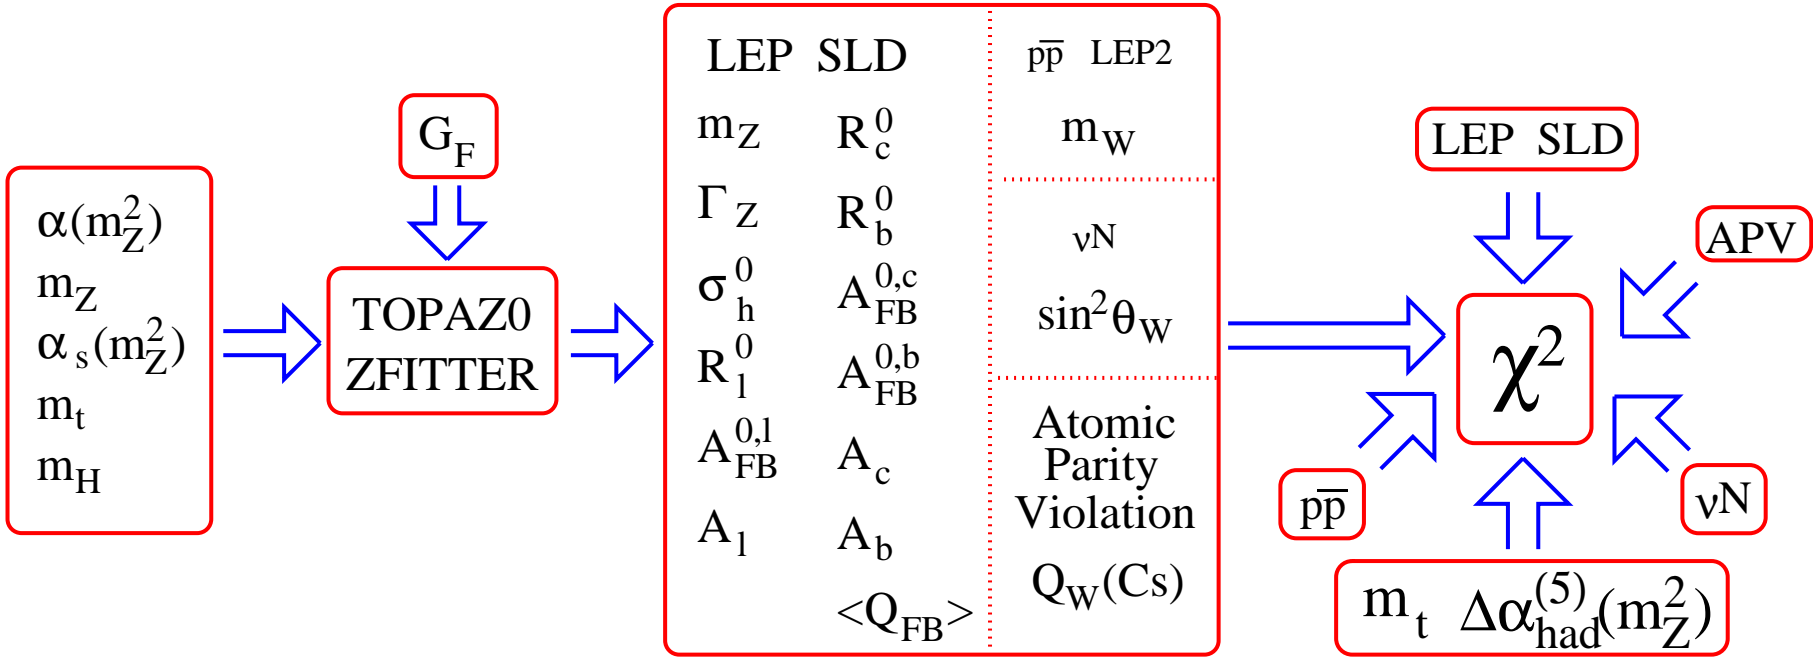 α(m_Z^2)
m_Z
α_s(m_Z^2)
m_t
m_H
G_F
TOPAZ0
ZFITTER
LEP SLD
m_Z R_c^0
Γ_Z R_b^0
σ_h^0 A_FB^{0,c}
R_l^0 A_FB^{0,b}
A_FB^{0,l} A_c
A_l A_b
<Q_FB>
pp̅ LEP2
m_W
νN
sin^2θ_W
Atomic
Parity
Violation
Q_W(Cs)
LEP SLD
APV
χ^2
pp̅
νN
m_t Δα_had^{(5)}(m_Z^2)